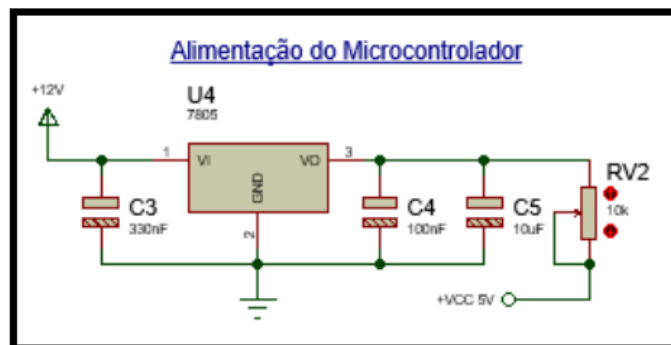 Alimentação do Microcontrolador
+12V
U4
7805
1
VI
VO
3
GND
2
C3
330nF
C4
100nF
C5
10uF
RV2
10k
+VCC 5V